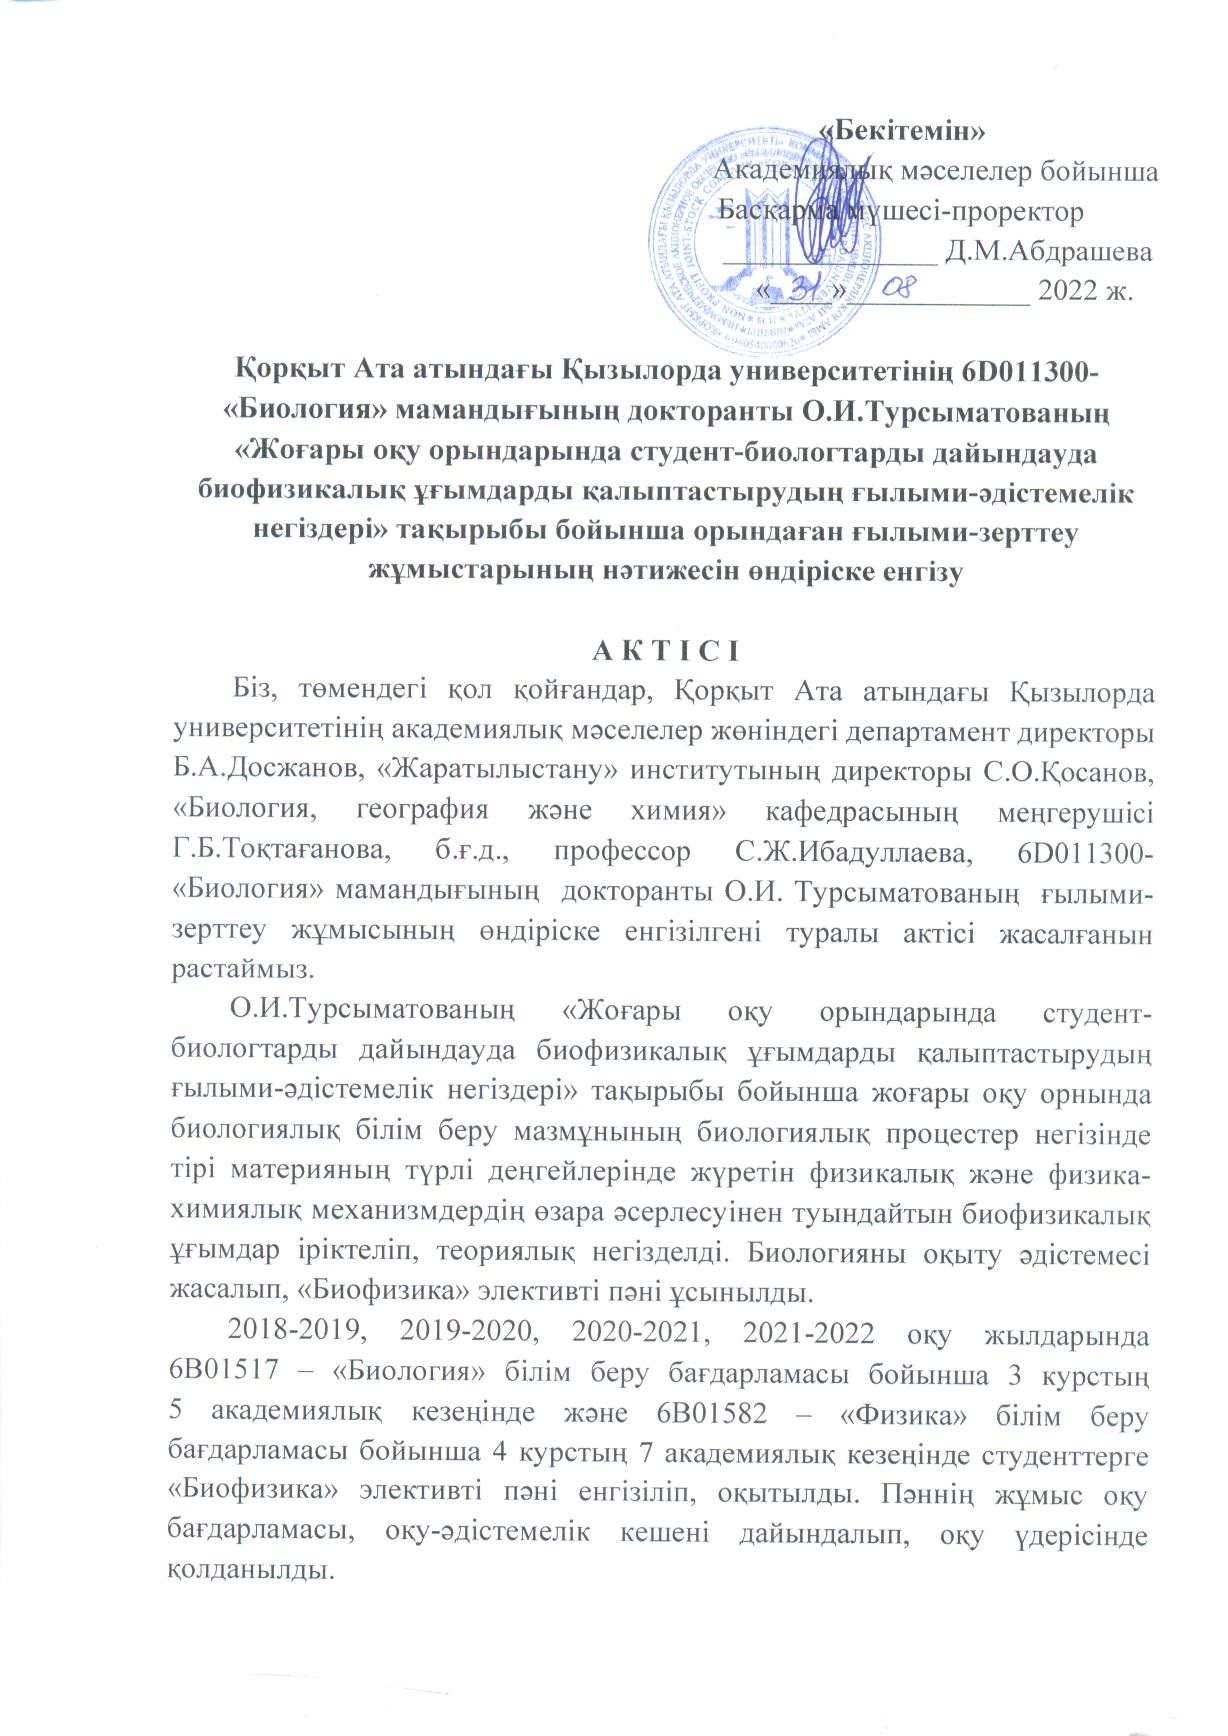 «Бекітемін»
Академиялық мәселелер бойынша
Басқарма мүшесі-проректор
_______________ Д.М.Абдрашева
« 31 » 08 ____________ 2022 ж.
Қорқыт Ата атындағы Қызылорда университетінің 6D011300-
«Биология» мамандығының докторанты О.И.Турсыматованың
«Жоғары оқу орындарында студент-биологтарды дайындауда
биофизикалық ұғымдарды қалыптастырудың ғылыми-әдістемелік
негіздері» тақырыбы бойынша орындаған ғылыми-зерттеу
жұмыстарының нәтижесін өндіріске енгізу
А К Т І С І
Біз, төмендегі қол қойғандар, Қорқыт Ата атындағы Қызылорда
университетінің академиялық мәселелер жөніндегі департамент директоры
Б.А.Досжанов, «Жаратылыстану» институтының директоры С.О.Қосанов,
«Биология, география және химия» кафедрасының меңгерушісі
Г.Б.Тоқтағанова, б.ғ.д., профессор С.Ж.Ибадуллаева, 6D011300-
«Биология» мамандығының докторанты О.И. Турсыматованың ғылыми-
зерттеу жұмысының өндіріске енгізілгені туралы актісі жасалғанын
растаймыз.
О.И.Турсыматованың «Жоғары оқу орындарында студент-
биологтарды дайындауда биофизикалық ұғымдарды қалыптастырудың
ғылыми-әдістемелік негіздері» тақырыбы бойынша жоғары оқу орнында
биологиялық білім беру мазмұнының биологиялық процестер негізінде
тірі материяның түрлі деңгейлерінде жүретін физикалық және физика-
химиялық механизмдердің өзара әсерлесуінен туындайтын биофизикалық
ұғымдар іріктеліп, теориялық негізделді. Биологияны оқыту әдістемесі
жасалып, «Биофизика» элективті пәні ұсынылды.
2018-2019, 2019-2020, 2020-2021, 2021-2022 оқу жылдарында
6В01517 – «Биология» білім беру бағдарламасы бойынша 3 курстың
5 академиялық кезеңінде және 6В01582 – «Физика» білім беру
бағдарламасы бойынша 4 курстың 7 академиялық кезеңінде студенттерге
«Биофизика» элективті пәні енгізіліп, оқытылды. Пәннің жұмыс оқу
бағдарламасы, оқу-әдістемелік кешені дайындалып, оқу үдерісінде
қолданылды.